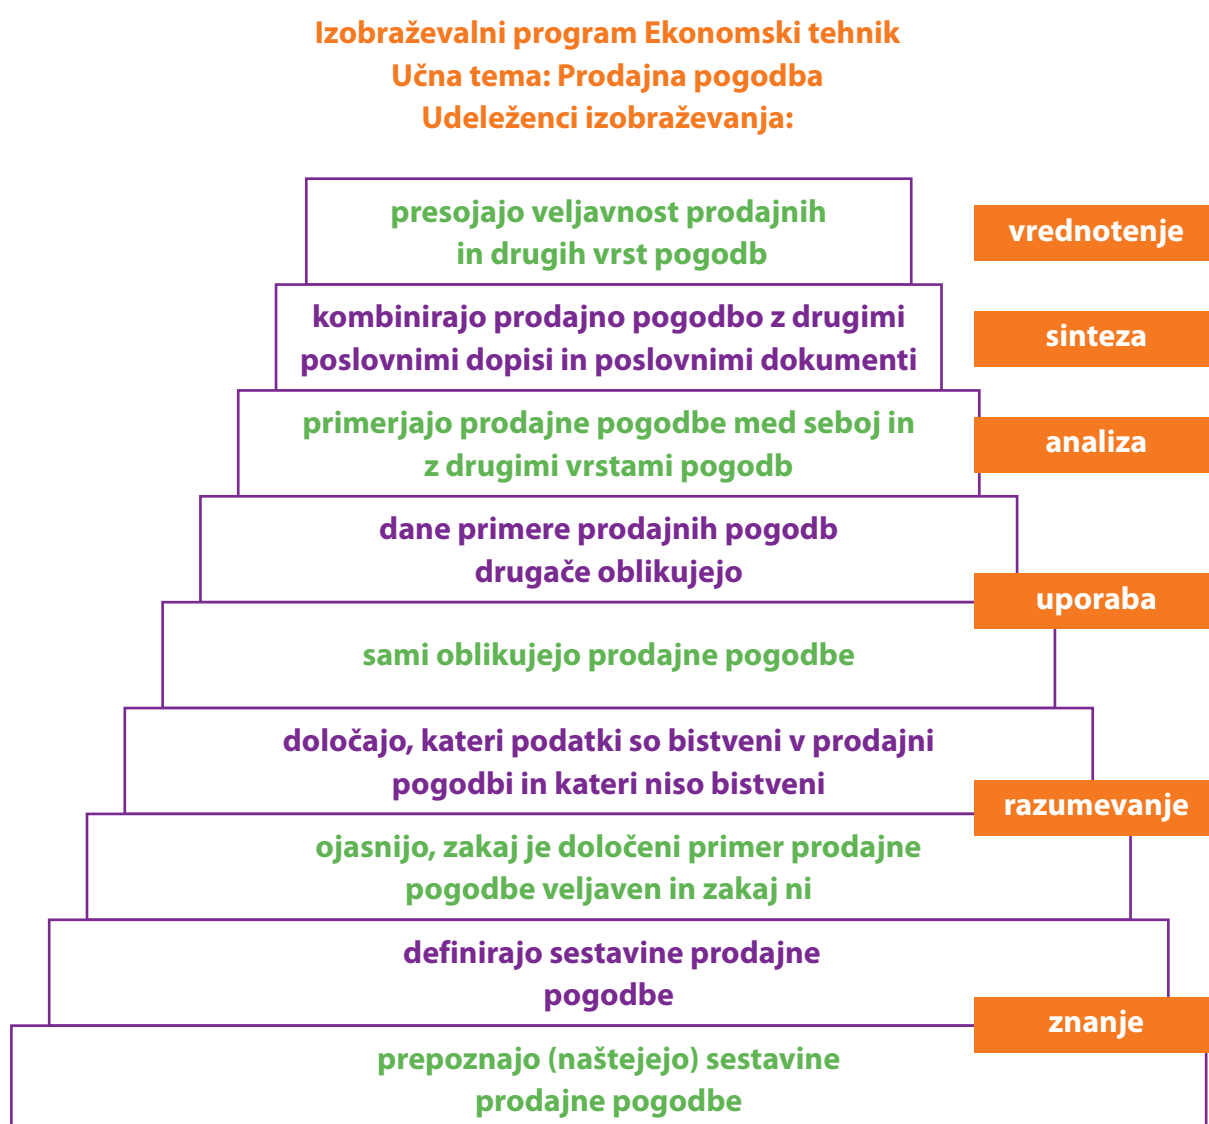 Izobraževalni program Ekonomski tehnik
Učna tema: Prodajna pogodba
Udeleženci izobraževanja:
presojajo veljavnost prodajnih
in drugih vrst pogodb
vrednotenje
kombinirajo prodajno pogodbo z drugimi
poslovnimi dopisi in poslovnimi dokumenti
sinteza
primerjajo prodajne pogodbe med seboj in
z drugimi vrstami pogodb
analiza
dane primere prodajnih pogodb
drugače oblikujejo
uporaba
sami oblikujejo prodajne pogodbe
določajo, kateri podatki so bistveni v prodajni
pogodbi in kateri niso bistveni
razumevanje
ojasnijo, zakaj je določeni primer prodajne
pogodbe veljaven in zakaj ni
definirajo sestavine prodajne
pogodbe
znanje
prepoznajo (naštejejo) sestavine
prodajne pogodbe